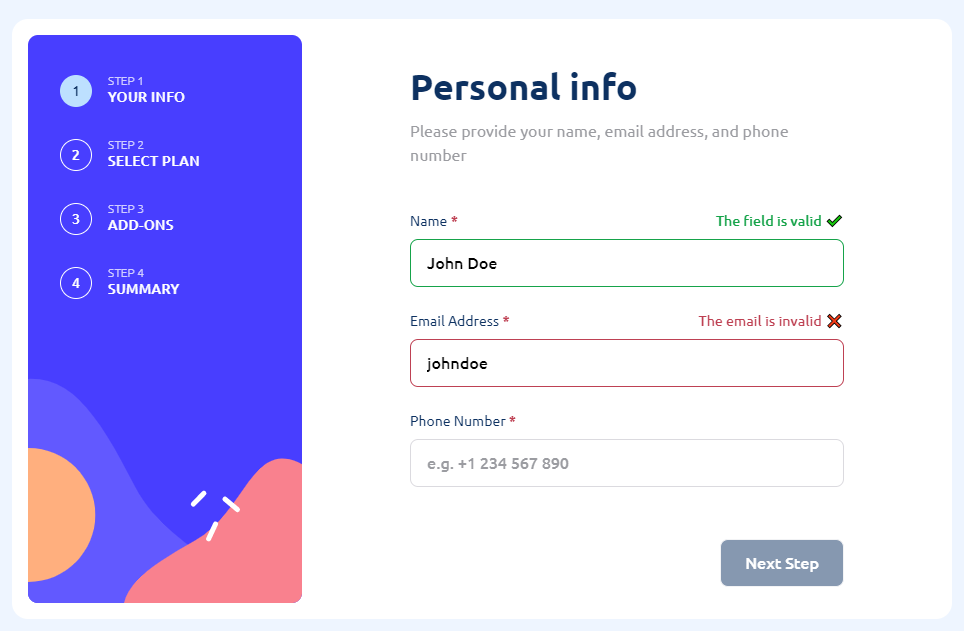 1
STEP 1
YOUR INFO
2
STEP 2
SELECT PLAN
3
STEP 3
ADD-ONS
4
STEP 4
SUMMARY
Personal info
Please provide your name, email address, and phone
number
Name * The field is valid ✔
John Doe
Email Address * The email is invalid ❌
johndoe
Phone Number *
e.g. +1 234 567 890
Next Step